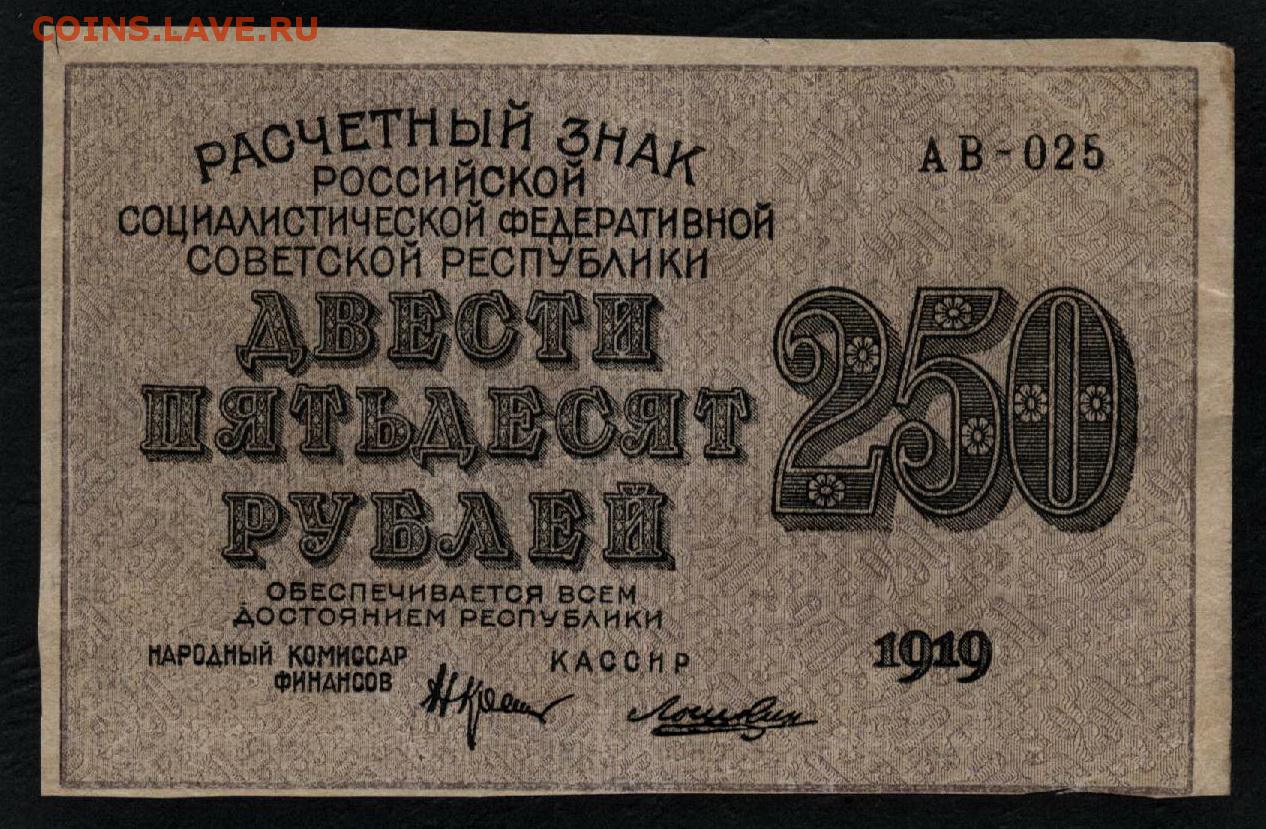 COINS.LAVE.RU
РАСЧЕТНЫЙ ЗНАК
АВ-025
РОССИЙСКОЙ
СОЦИАЛИСТИЧЕСКОЙ ФЕДЕРАТИВНОЙ
СОВЕТСКОЙ РЕСПУБЛИКИ
ДВЕСТИ
ПЯТЬДЕСЯТ
РУБЛЕЙ
250
ОБЕСПЕЧИВАЕТСЯ ВСЕМ
ДОСТОЯНИЕМ РЕСПУБЛИКИ
НАРОДНЫЙ КОМИССАР
ФИНАНСОВ
КАССИР
1919